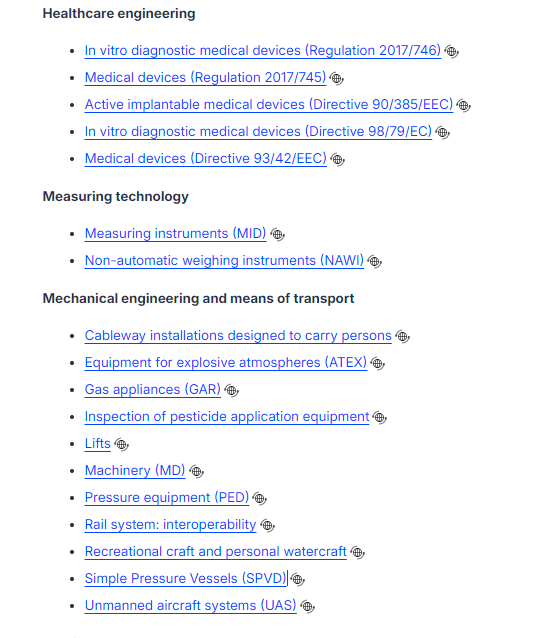 Healthcare engineering
In vitro diagnostic medical devices (Regulation 2017/746)
Medical devices (Regulation 2017/745)
Active implantable medical devices (Directive 90/385/EEC)
In vitro diagnostic medical devices (Directive 98/79/EC)
Medical devices (Directive 93/42/EEC)
Measuring technology
Measuring instruments (MID)
Non-automatic weighing instruments (NAWI)
Mechanical engineering and means of transport
Cableway installations designed to carry persons
Equipment for explosive atmospheres (ATEX)
Gas appliances (GAR)
Inspection of pesticide application equipment
Lifts
Machinery (MD)
Pressure equipment (PED)
Rail system: interoperability
Recreational craft and personal watercraft
Simple Pressure Vessels (SPVD)
Unmanned aircraft systems (UAS)